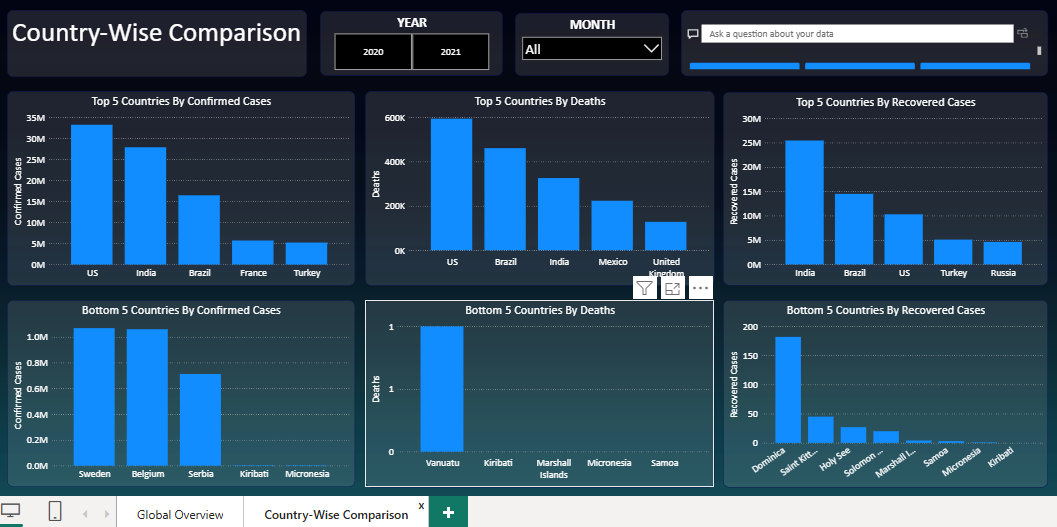 Country-Wise Comparison
YEAR
2020
2021
MONTH
All
Ask a question about your data
Top 5 Countries By Confirmed Cases
Confirmed Cases
35M
30M
25M
20M
15M
10M
5M
0M
US India Brazil France Turkey
Top 5 Countries By Deaths
Deaths
600K
400K
200K
0K
US Brazil India Mexico United
Kingdom
Top 5 Countries By Recovered Cases
Recovered Cases
30M
25M
20M
15M
10M
5M
0M
India Brazil US Turkey Russia
Bottom 5 Countries By Confirmed Cases
Confirmed Cases
1.0M
0.8M
0.6M
0.4M
0.2M
0.0M
Sweden Belgium Serbia Kiribati Micronesia
Bottom 5 Countries By Deaths
Deaths
1
1
0
Vanuatu Kiribati Marshall Micronesia Samoa
Islands
Bottom 5 Countries By Recovered Cases
Recovered Cases
200
150
100
50
0
Dominica
Saint Kitt...
Holy See
Solomon ...
Marshall I...
Samoa
Micronesia
Kiribati
Global Overview
Country-Wise Comparison
x
+